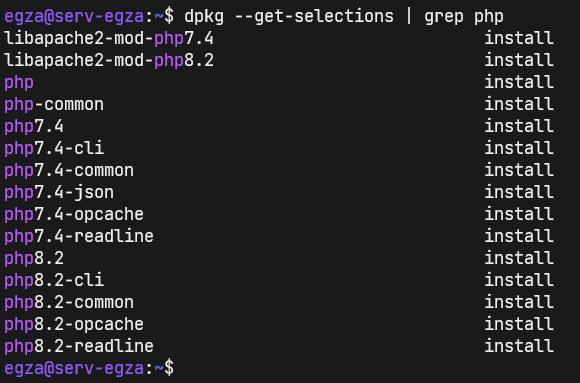 egza@serv-egza:~$ dpkg --get-selections | grep php
libapache2-mod-php7.4 install
libapache2-mod-php8.2 install
php install
php-common install
php7.4 install
php7.4-cli install
php7.4-common install
php7.4-json install
php7.4-opcache install
php7.4-readline install
php8.2 install
php8.2-cli install
php8.2-common install
php8.2-opcache install
php8.2-readline install
egza@serv-egza:~$